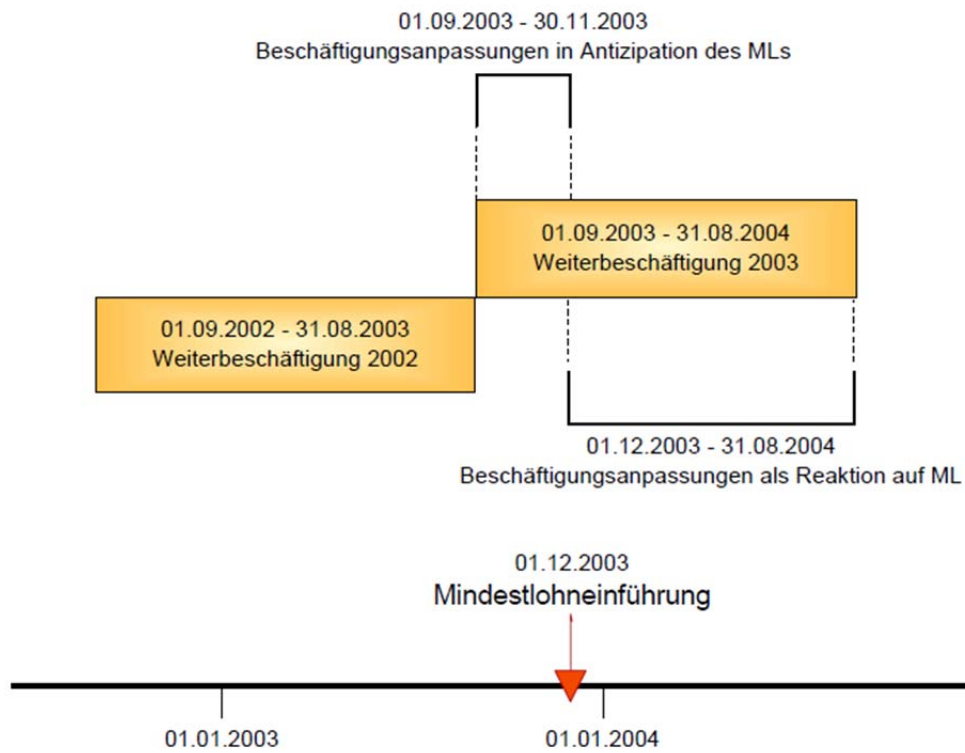 01.09.2003 - 30.11.2003
Beschäftigungsanpassungen in Antizipation des MLs
01.09.2003 - 31.08.2004
Weiterbeschäftigung 2003
01.09.2002 - 31.08.2003
Weiterbeschäftigung 2002
01.12.2003 - 31.08.2004
Beschäftigungsanpassungen als Reaktion auf ML
01.12.2003
Mindestlohneinführung
01.01.2003
01.01.2004